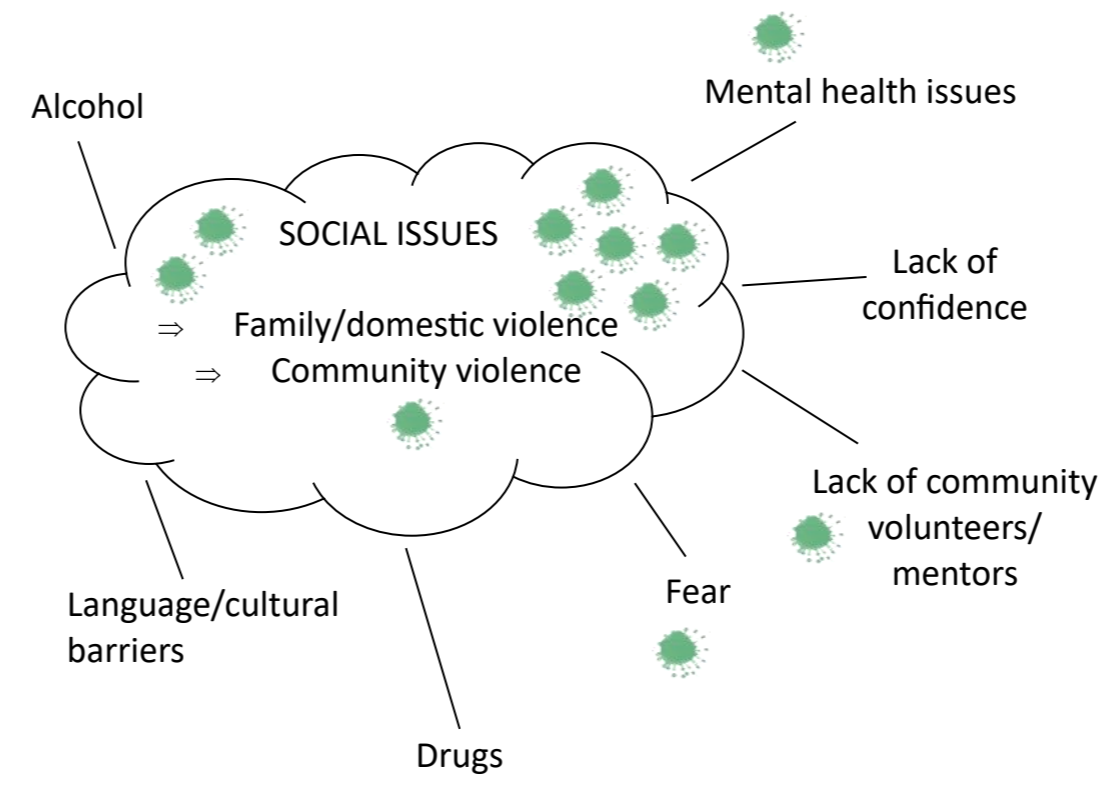 Mental health issues
Alcohol
SOCIAL ISSUES
Lack of
confidence
⇒ Family/domestic violence
⇒ Community violence
Lack of community
volunteers/
mentors
Fear
Language/cultural
barriers
Drugs